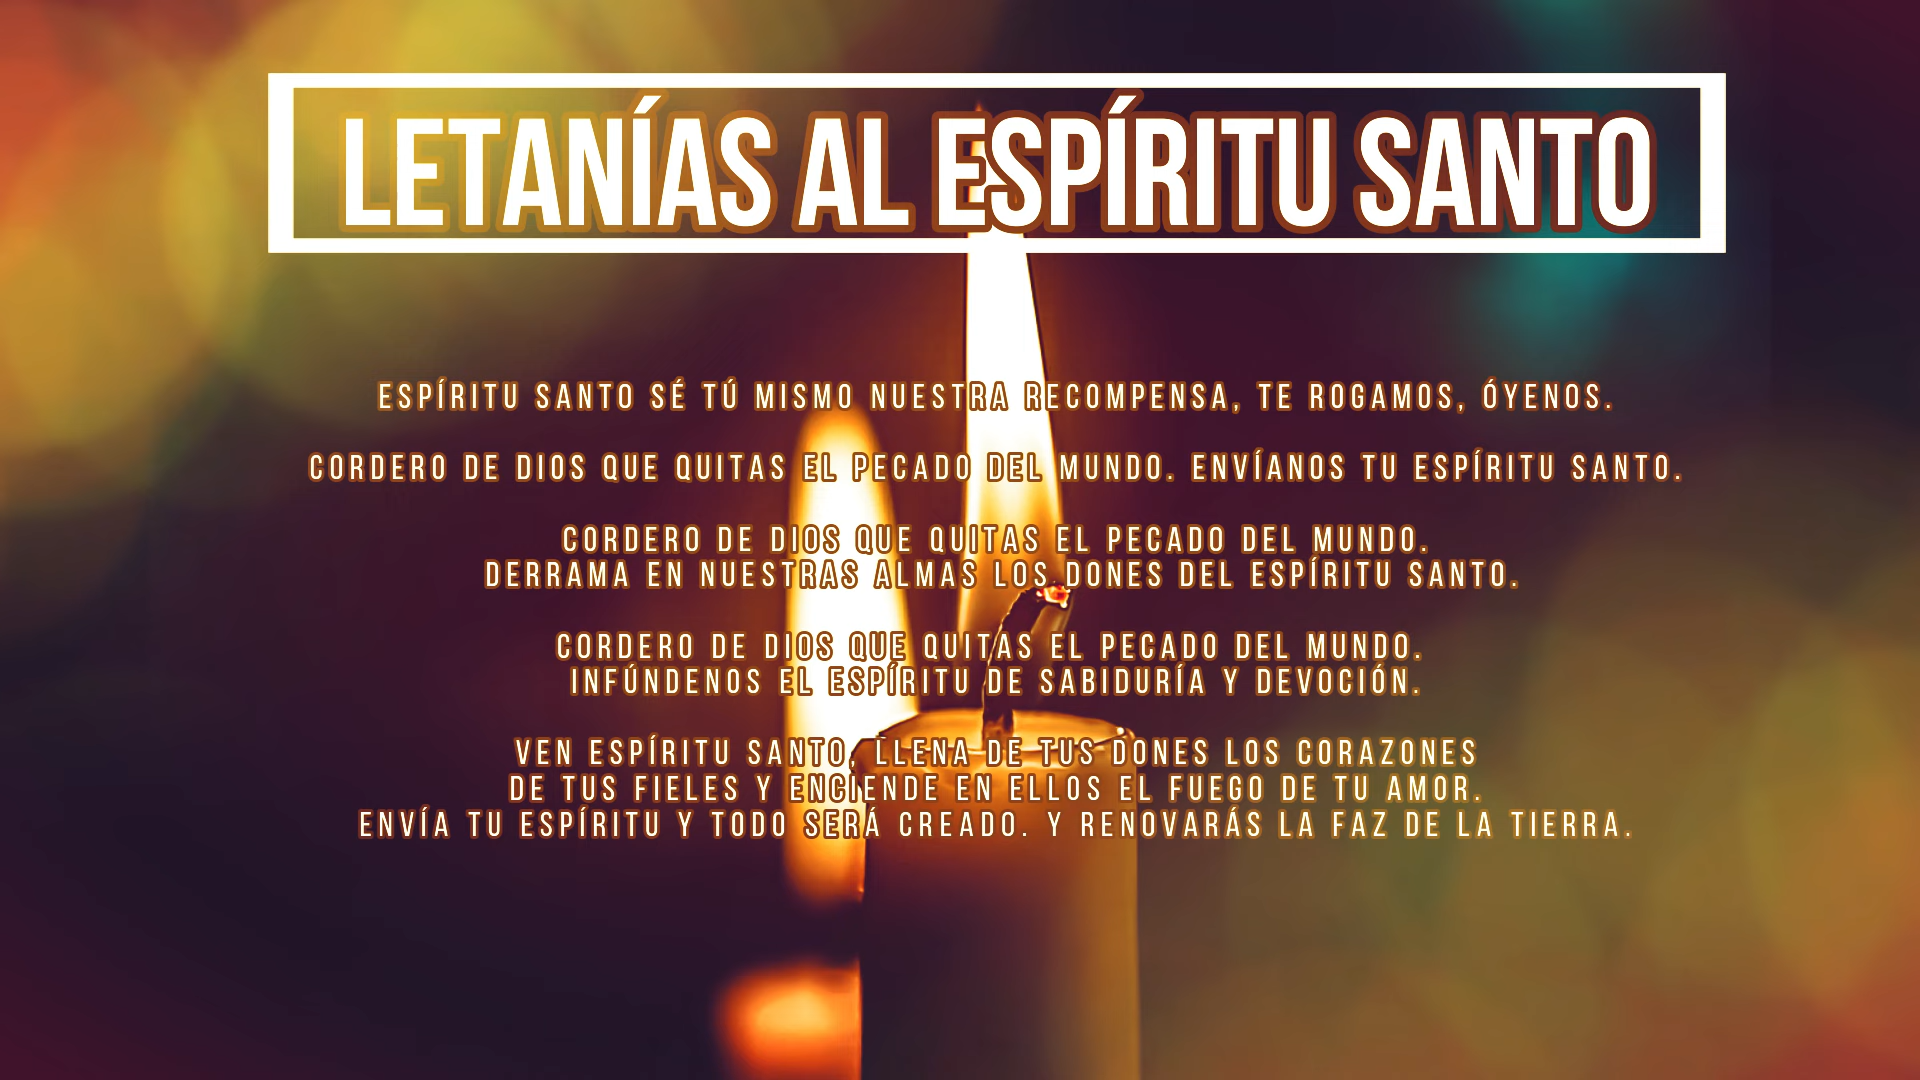 LETANÍAS AL ESPÍRITU SANTO
ESPÍRITU SANTO SÉ TÚ MISMO NUESTRA RECOMPENSA, TE ROGAMOS, ÓYENOS.
CORDERO DE DIOS QUE QUITAS EL PECADO DEL MUNDO. ENVÍANOS TU ESPÍRITU SANTO.
CORDERO DE DIOS QUE QUITAS EL PECADO DEL MUNDO.
DERRAMA EN NUESTRAS ALMAS LOS DONES DEL ESPÍRITU SANTO.
CORDERO DE DIOS QUE QUITAS EL PECADO DEL MUNDO.
INFÚNDENOS EL ESPÍRITU DE SABIDURÍA Y DEVOCIÓN.
VEN ESPÍRITU SANTO, LLENA DE TUS DONES LOS CORAZONES
DE TUS FIELES Y ENCIENDE EN ELLOS EL FUEGO DE TU AMOR.
ENVÍA TU ESPÍRITU Y TODO SERÁ CREADO. Y RENOVARÁS LA FAZ DE LA TIERRA.